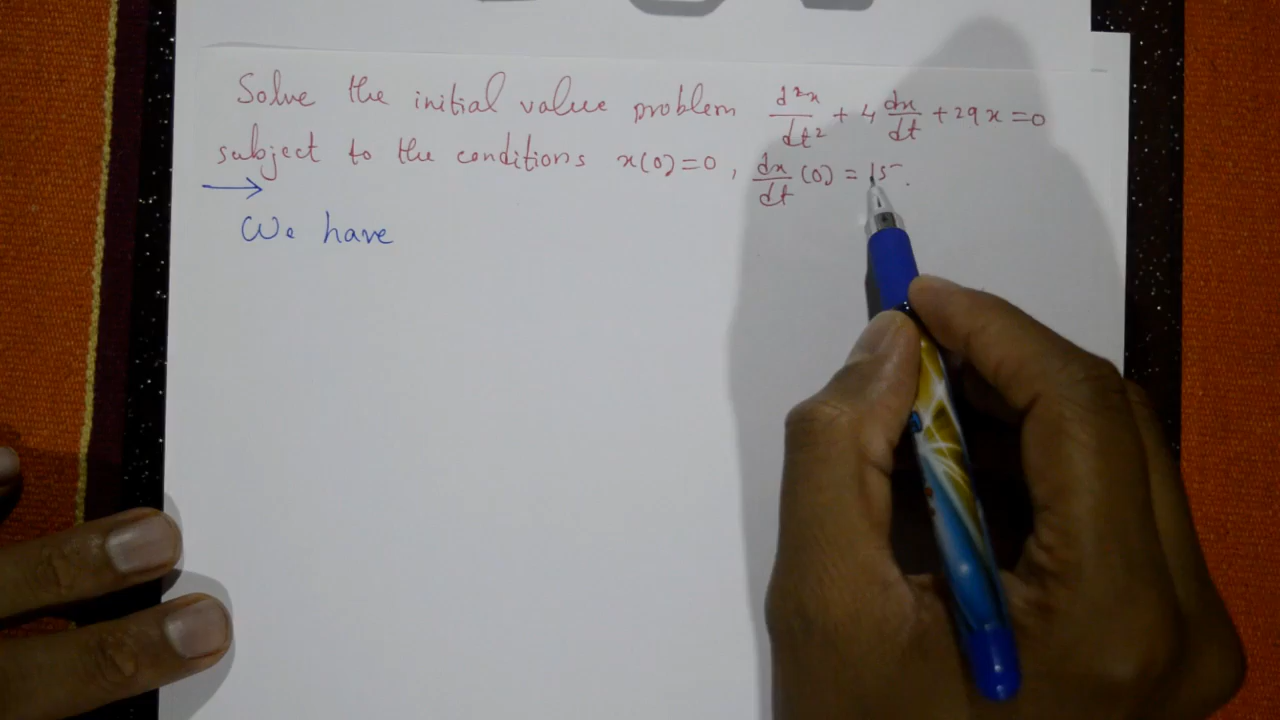 Solve the initial value problem d²x/dt² + 4 dx/dt + 29x = 0
subject to the conditions x(0) = 0, dx/dt (0) = 15.
→
We have